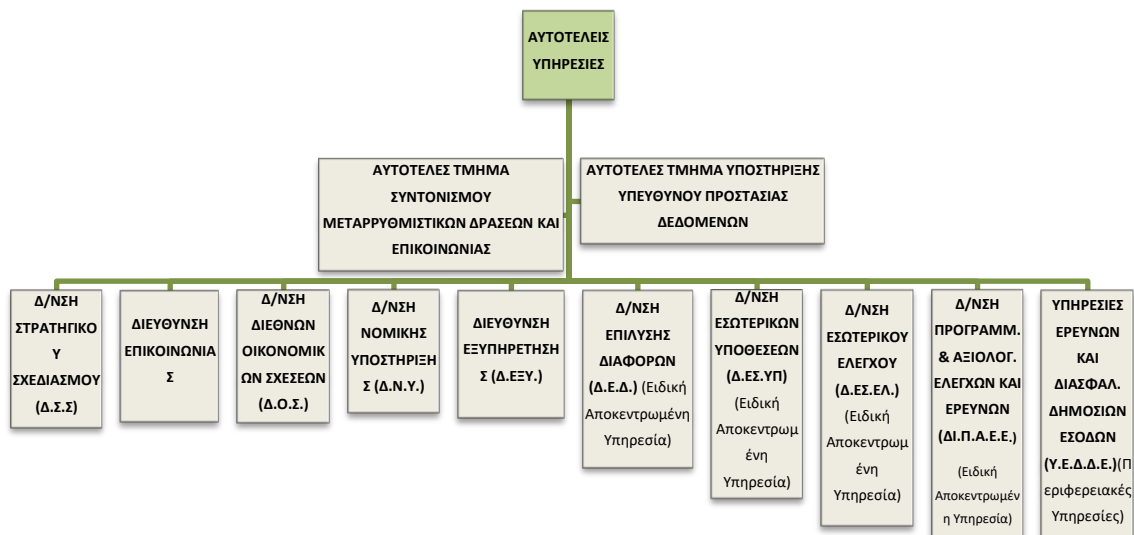 ΑΥΤΟΤΕΛΕΙΣ
ΥΠΗΡΕΣΙΕΣ
ΑΥΤΟΤΕΛΕΣ ΤΜΗΜΑ
ΣΥΝΤΟΝΙΣΜΟΥ
ΜΕΤΑΡΡΥΘΜΙΣΤΙΚΩΝ ΔΡΑΣΕΩΝ ΚΑΙ
ΕΠΙΚΟΙΝΩΝΙΑΣ
ΑΥΤΟΤΕΛΕΣ ΤΜΗΜΑ ΥΠΟΣΤΗΡΙΞΗΣ
ΥΠΕΥΘΥΝΟΥ ΠΡΟΣΤΑΣΙΑΣ
ΔΕΔΟΜΕΝΩΝ
Δ/ΝΣΗ
ΣΤΡΑΤΗΓΙΚΟ
Υ
ΣΧΕΔΙΑΣΜΟΥ
(Δ.Σ.Σ)
ΔΙΕΥΘΥΝΣΗ
ΕΠΙΚΟΙΝΩΝΙΑ
Σ
Δ/ΝΣΗ
ΔΙΕΘΝΩΝ
ΟΙΚΟΝΟΜΙΚ
ΩΝ ΣΧΕΣΕΩΝ
(Δ.Ο.Σ.)
Δ/ΝΣΗ
ΝΟΜΙΚΗΣ
ΥΠΟΣΤΗΡΙΞΗ
Σ (Δ.Ν.Υ.)
ΔΙΕΥΘΥΝΣΗ
ΕΞΥΠΗΡΕΤΗΣΗ
Σ (Δ.ΕΞΥ.)
Δ/ΝΣΗ
ΕΠΙΛΥΣΗΣ
ΔΙΑΦΟΡΩΝ
(Δ.Ε.Δ.) (Ειδική
Αποκεντρωμένη
Υπηρεσία)
Δ/ΝΣΗ
ΕΣΩΤΕΡΙΚΩΝ
ΥΠΟΘΕΣΕΩΝ
(Δ.ΕΣ.ΥΠ)
(Ειδική
Αποκεντρωμ
ένη
Υπηρεσία)
Δ/ΝΣΗ
ΕΣΩΤΕΡΙΚΟΥ
ΕΛΕΓΧΟΥ
(Δ.ΕΣ.ΕΛ.)
(Ειδική
Αποκεντρωμ
ένη
Υπηρεσία)
Δ/ΝΣΗ
ΠΡΟΓΡΑΜΜ.
& ΑΞΙΟΛΟΓ.
ΕΛΕΓΧΩΝ ΚΑΙ
ΕΡΕΥΝΩΝ
(ΔΙ.Π.Α.Ε.Ε.)
(Ειδική
Αποκεντρωμέν
η Υπηρεσία)
ΥΠΗΡΕΣΙΕΣ
ΕΡΕΥΝΩΝ
ΚΑΙ
ΔΙΑΣΦΑΛ.
ΔΗΜΟΣΙΩΝ
ΕΣΟΔΩΝ
(Υ.Ε.Δ.Δ.Ε.)(Π
εριφερειακές
Υπηρεσίες)